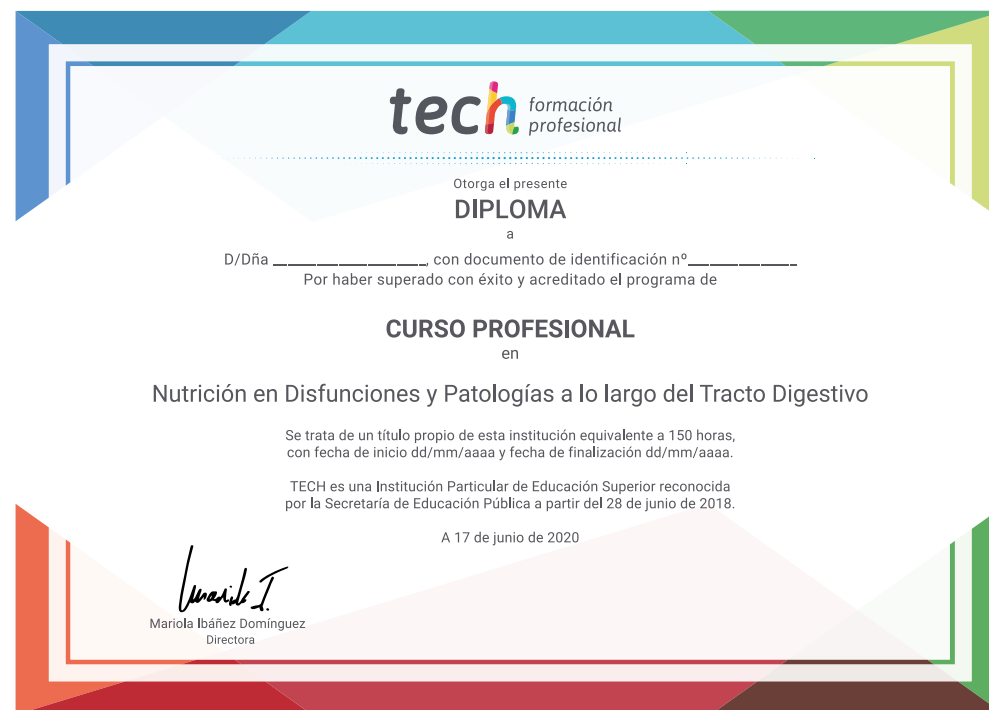 tech formación
profesional
Otorga el presente
DIPLOMA
a
D/Dña ____________________, con documento de identificación nº______________
Por haber superado con éxito y acreditado el programa de
CURSO PROFESIONAL
en
Nutrición en Disfunciones y Patologías a lo largo del Tracto Digestivo
Se trata de un título propio de esta institución equivalente a 150 horas,
con fecha de inicio dd/mm/aaaa y fecha de finalización dd/mm/aaaa.
TECH es una Institución Particular de Educación Superior reconocida
por la Secretaría de Educación Pública a partir del 28 de junio de 2018.
A 17 de junio de 2020
Mariola Ibáñez Domínguez
Directora